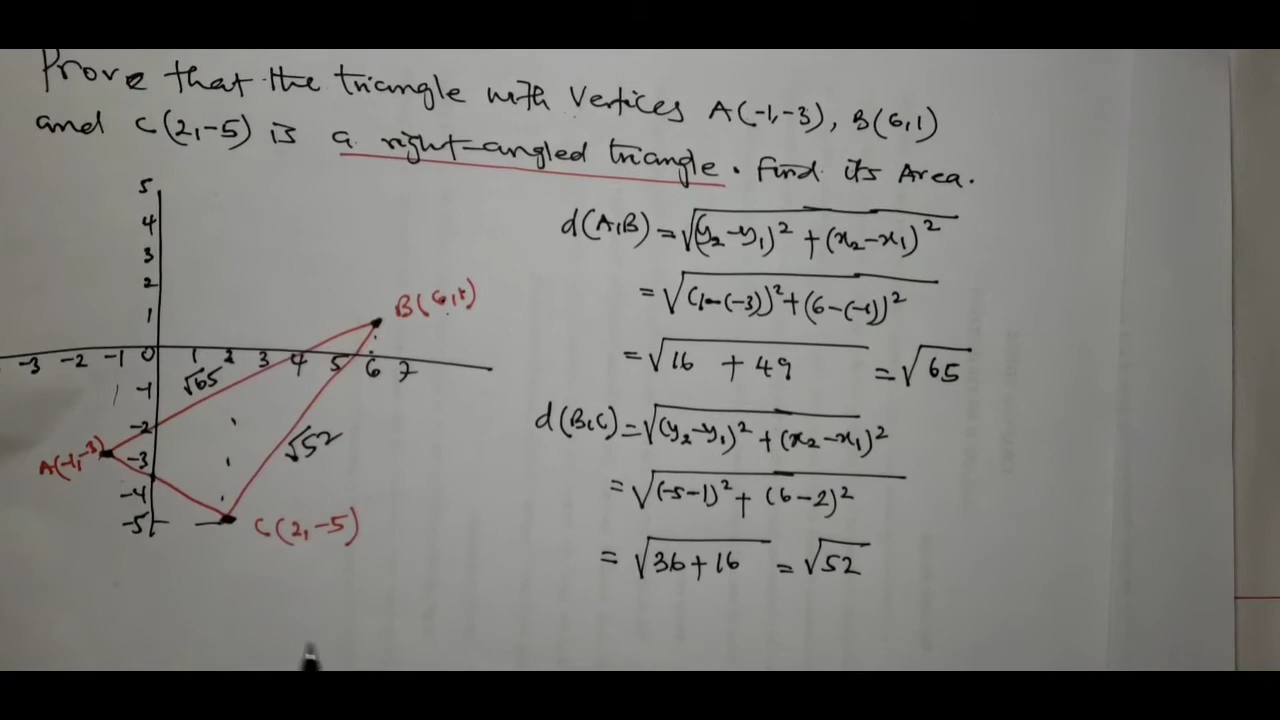 Prove that the triangle with Vertices A(-1,-3), B(6,1)
and C(2,-5) is a right-angled triangle. Find its Area.
5
4
3
2
1
-3 -2 -1 0 1 2 3 4 5 6 7
-1
-2
-3
-4
-5
B(6,1)
√65
A(-1,-3)
√52
C(2,-5)
d(A,B) = √(y₂-y₁)² + (x₂-x₁)²
= √(1-(-3))² + (6-(-1))²
= √16 + 49 = √65
d(B,C) = √(y₂-y₁)² + (x₂-x₁)²
= √(-5-1)² + (6-2)²
= √36+16 = √52